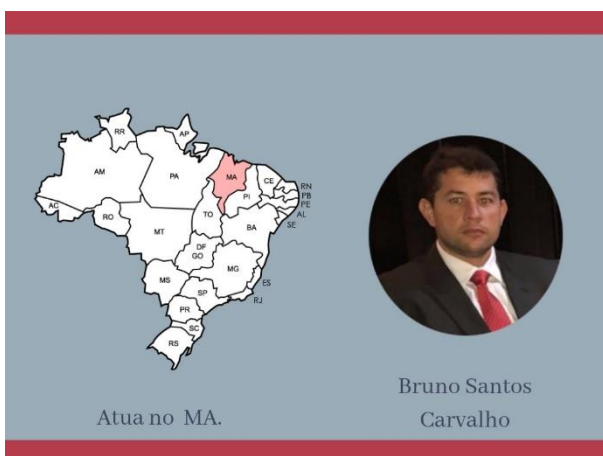 RR
AP
AM
PA
MA
CE
RN
PB
PE
AL
SE
PI
AC
RO
TO
BA
MT
DF
GO
MG
MS
ES
SP
RJ
PR
SC
RS
Atua no MA.
Bruno Santos
Carvalho